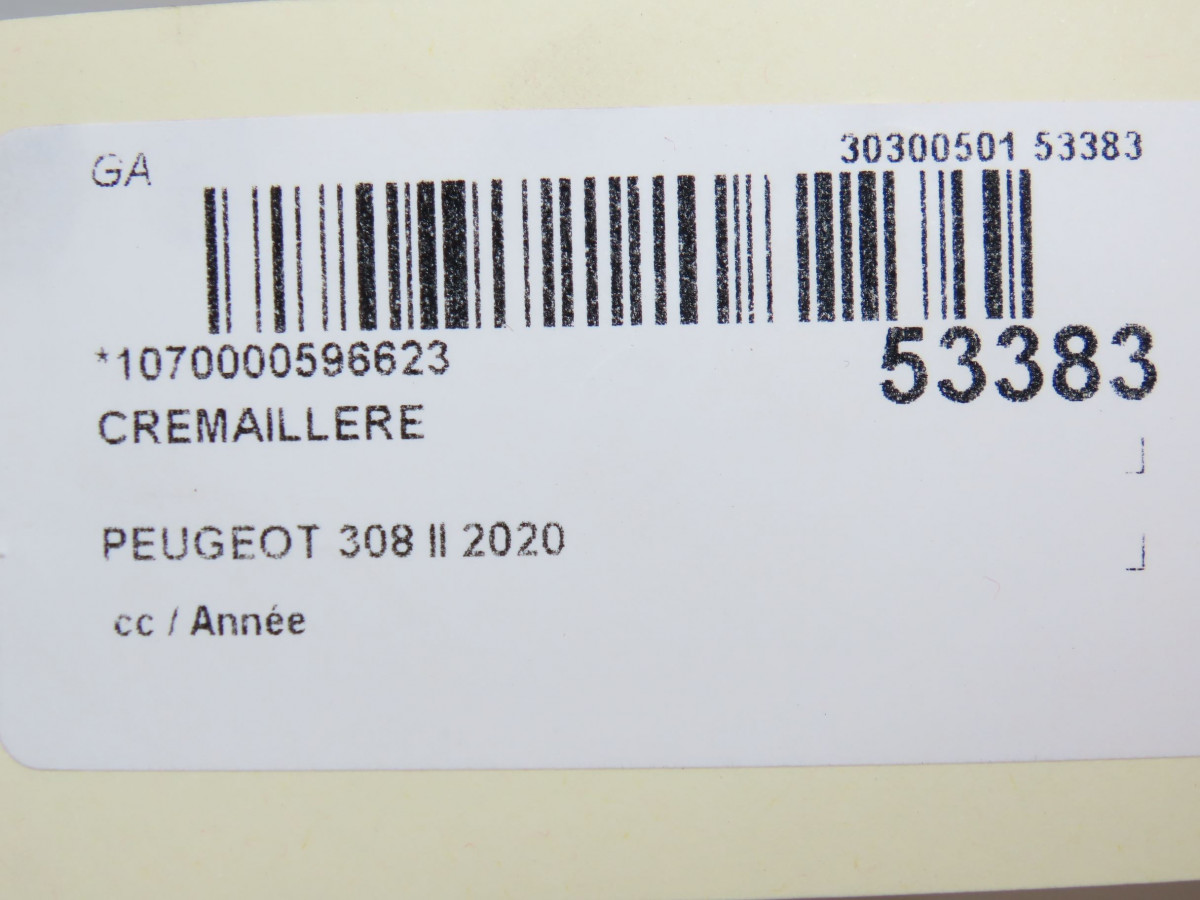 GA
30300501 53383
*1070000596623
53383
CREMAILLERE
PEUGEOT 308 II 2020
cc / Année